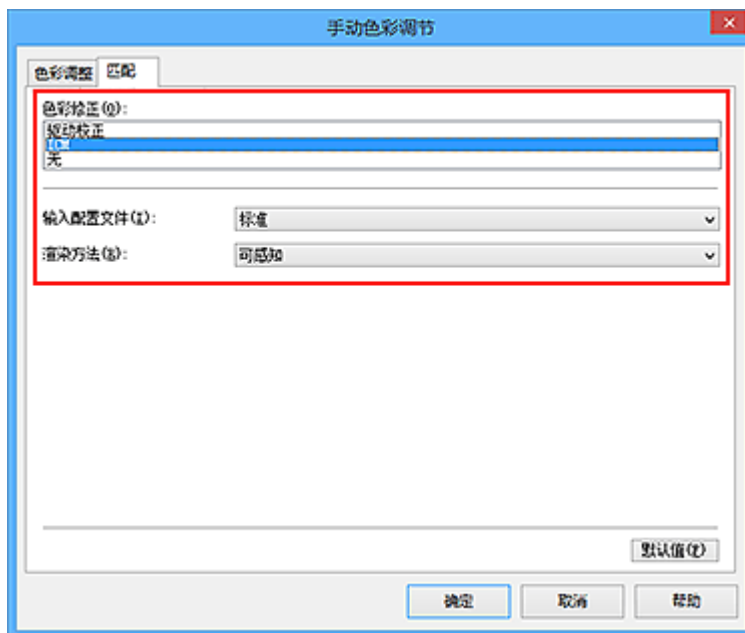 手动色彩调节
色彩调整 匹配
色彩修正(Q):
驱动校正
ICM
无
输入配置文件(I): 标准
渲染方法(R): 可感知
默认值(T)
确定 取消 帮助